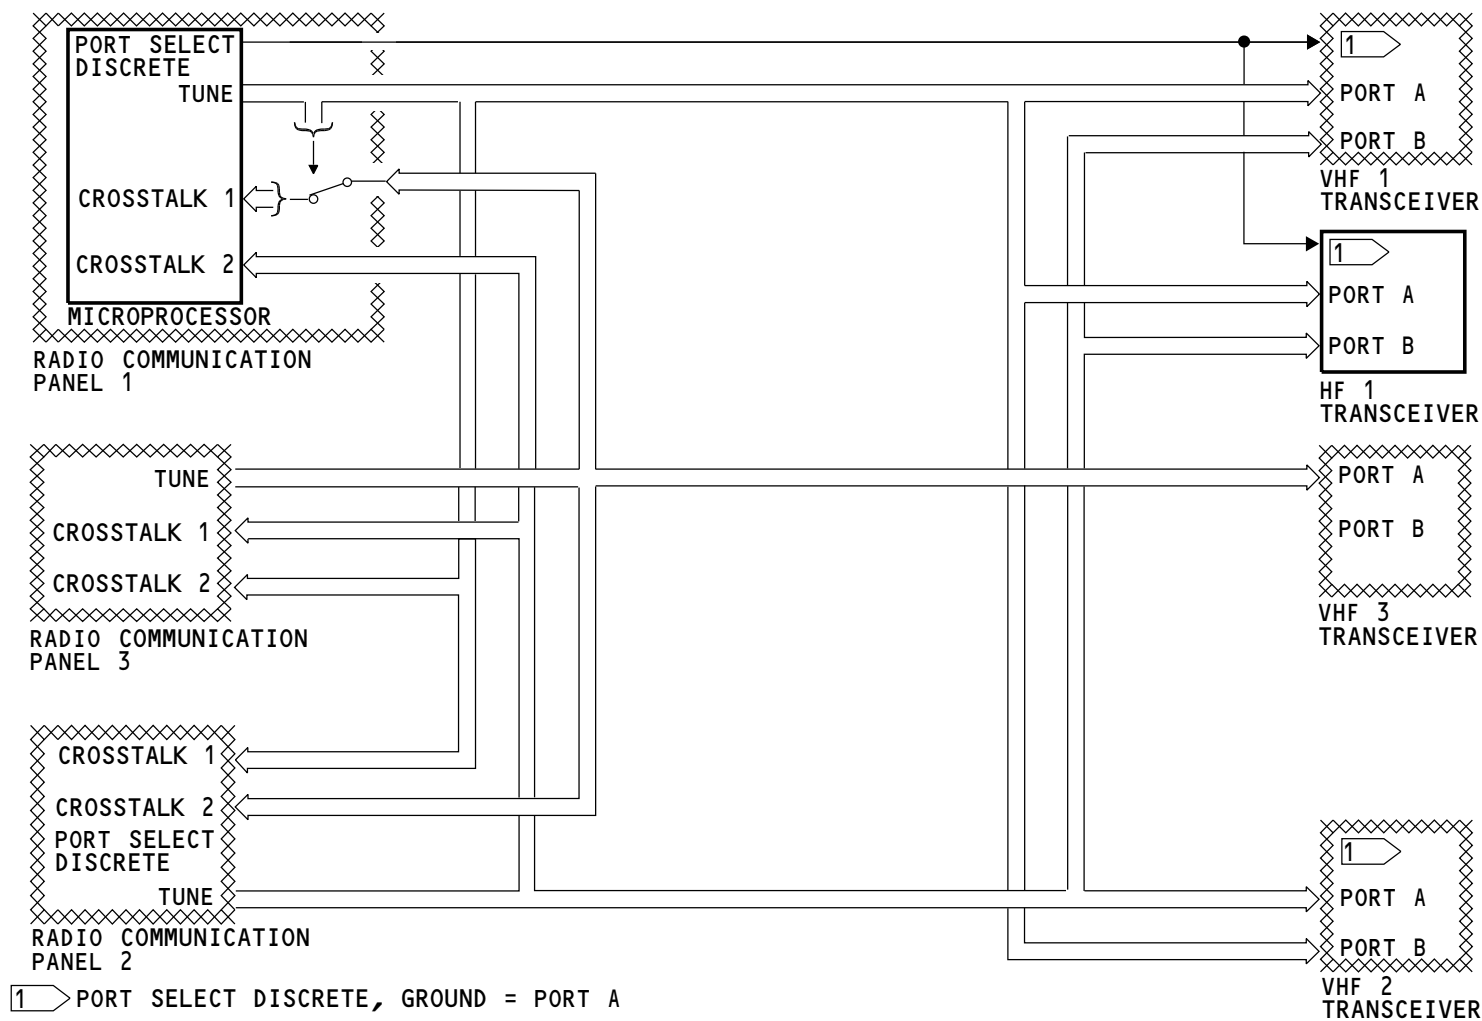 PORT SELECT
DISCRETE
TUNE
CROSSTALK 1
CROSSTALK 2
MICROPROCESSOR
RADIO COMMUNICATION
PANEL 1
TUNE
CROSSTALK 1
CROSSTALK 2
RADIO COMMUNICATION
PANEL 3
CROSSTALK 1
CROSSTALK 2
PORT SELECT
DISCRETE
TUNE
RADIO COMMUNICATION
PANEL 2
1
PORT A
PORT B
VHF 1
TRANSCEIVER
1
PORT A
PORT B
HF 1
TRANSCEIVER
PORT A
PORT B
VHF 3
TRANSCEIVER
1
PORT A
PORT B
VHF 2
TRANSCEIVER
1 PORT SELECT DISCRETE, GROUND = PORT A